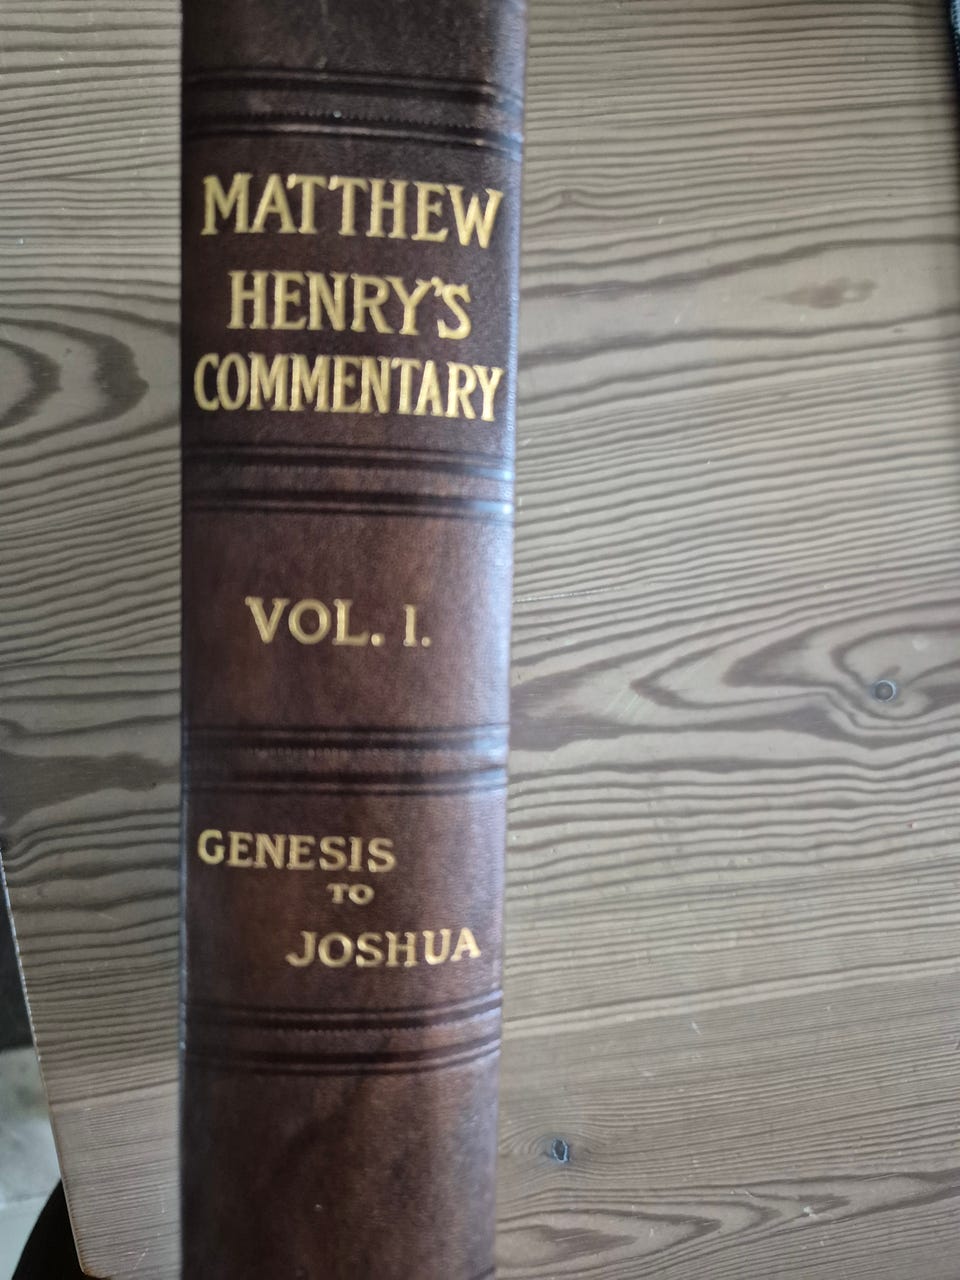 MATTHEW
HENRY'S
COMMENTARY
VOL. I.
GENESIS
TO
JOSHUA